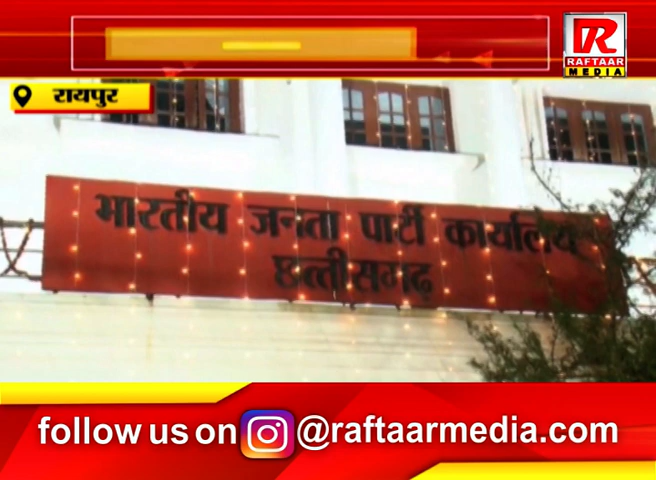 R
RAFTAAR
MEDIA
रायपुर
भारतीय जनता पार्टी कार्यालय
छत्तीसगढ़
follow us on @raftaarmedia.com